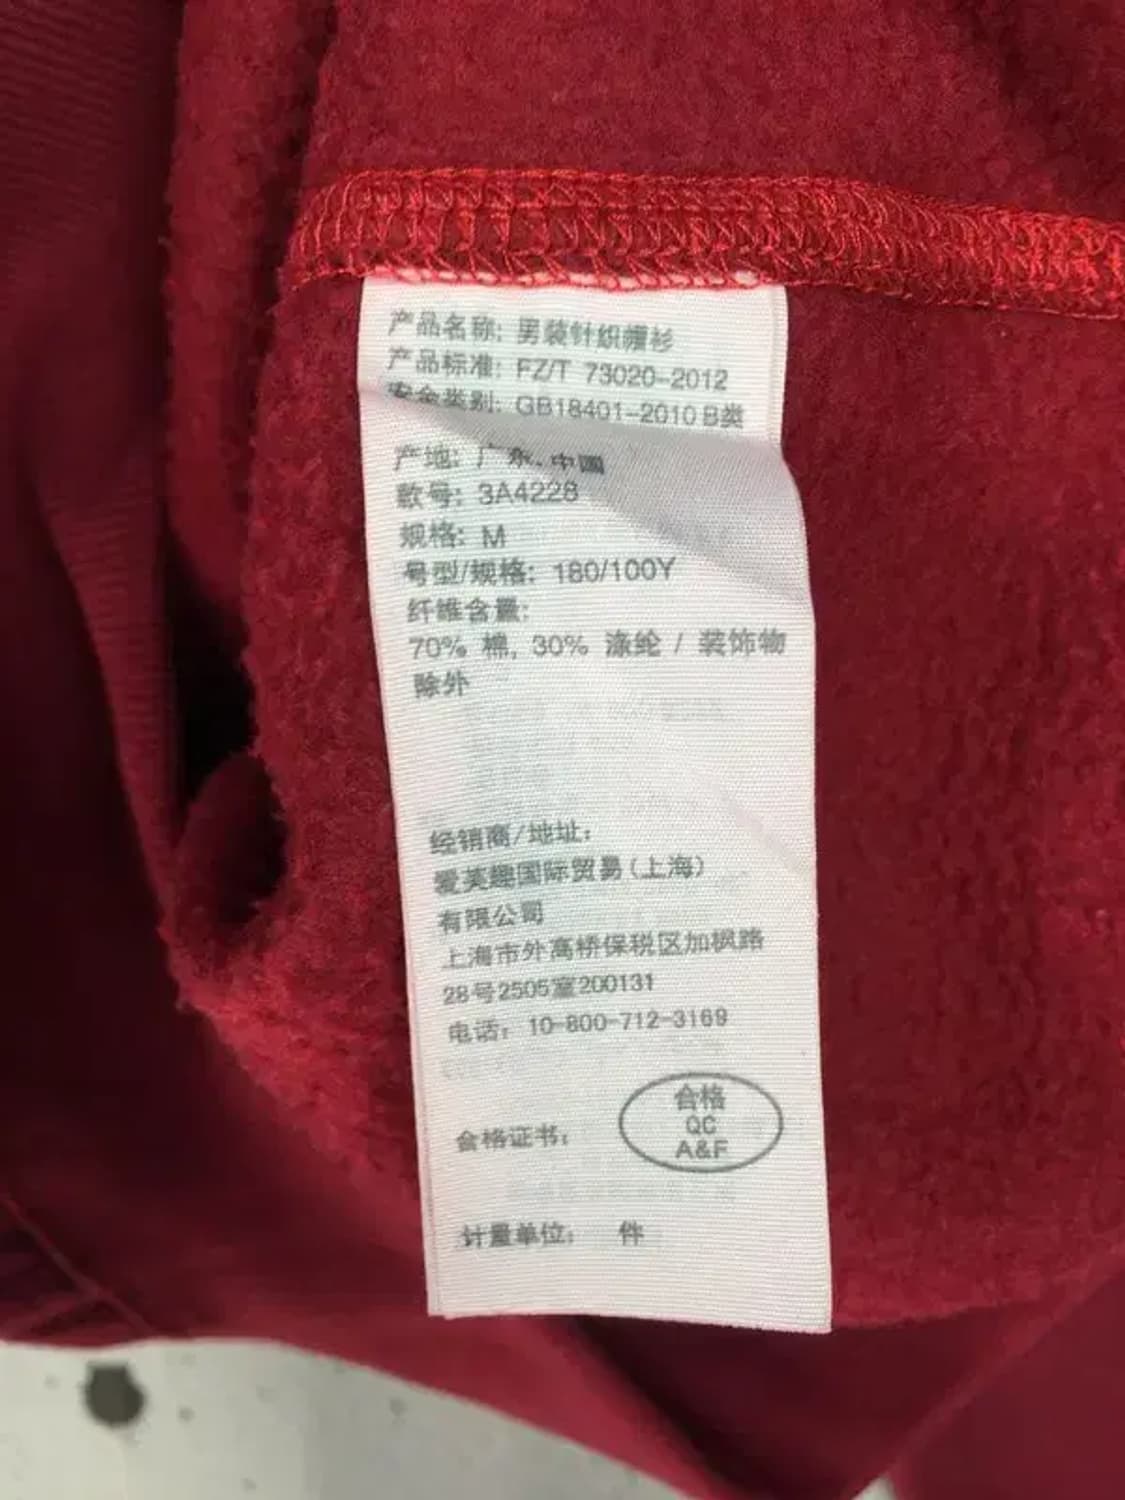 产品名称: 男装针织帽衫
产品标准: FZ/T 73020-2012
安全类别: GB18401-2010 B类
产地: 广东, 中国
款号: 3A4228
规格: M
号型/规格: 180/100Y
纤维含量:
70% 棉, 30% 涤纶 / 装饰物
除外
经销商/地址:
爱芙趣国际贸易(上海)
有限公司
上海市外高桥保税区加枫路
28号2505室200131
电话: 10-800-712-3169
合格
QC
A&F
合格证书:
计量单位: 件